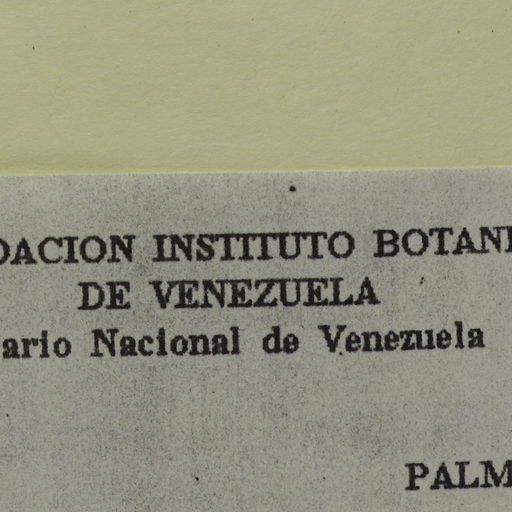 DACION INSTITUTO BOTANI
DE VENEZUELA
ario Nacional de Venezuela
PALM